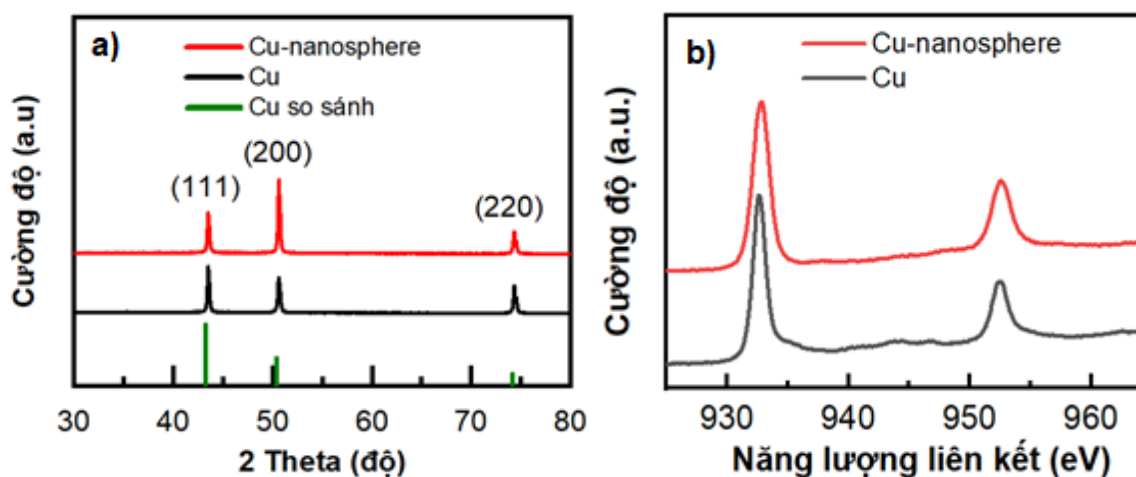 a)
Cu-nanosphere
Cu
Cu so sánh
(111)
(200)
(220)
Cường độ (a.u)
30 40 50 60 70 80
2 Theta (độ)
b)
Cu-nanosphere
Cu
Cường độ (a.u.)
930 940 950 960
Năng lượng liên kết (eV)